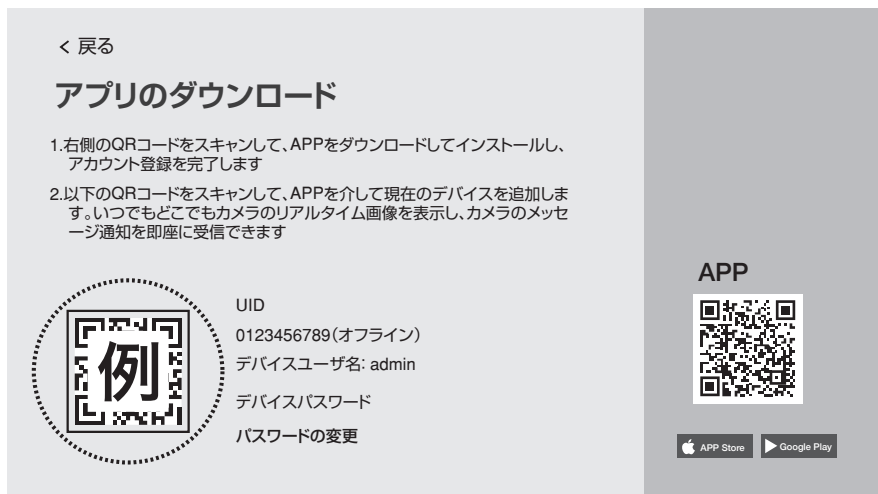 < 戻る
アプリのダウンロード
1.右側のQRコードをスキャンして、APPをダウンロードしてインストールし、
アカウント登録を完了します
2.以下のQRコードをスキャンして、APPを介して現在のデバイスを追加しま
す。いつでもどこでもカメラのリアルタイム画像を表示し、カメラのメッセ
ージ通知を即座に受信できます
例
UID
0123456789(オフライン)
デバイスユーザ名: admin
デバイスパスワード
パスワードの変更
APP
APP Store
Google Play